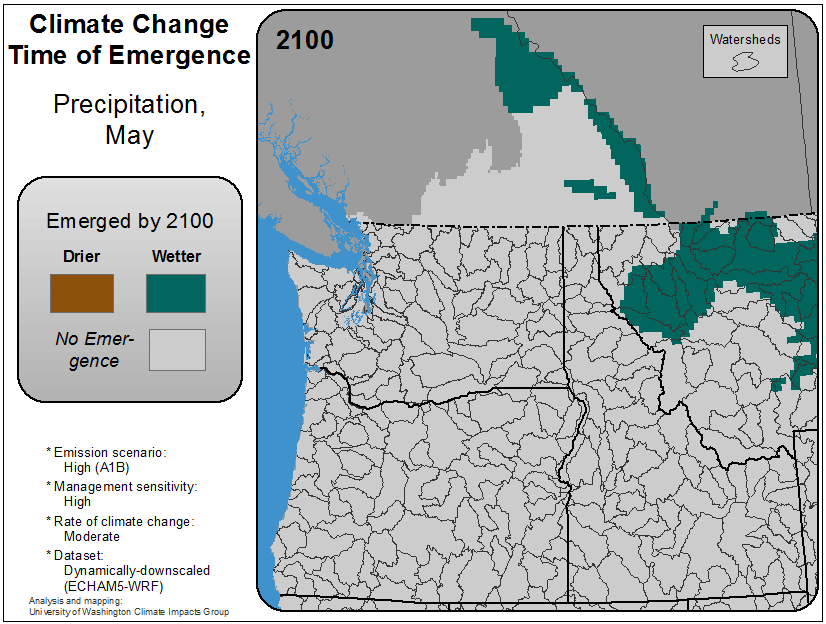 Climate Change
Time of Emergence
Precipitation,
May
Emerged by 2100
Drier
Wetter
No Emer-
gence
* Emission scenario:
High (A1B)
* Management sensitivity:
High
* Rate of climate change:
Moderate
* Dataset:
Dynamically-downscaled
(ECHAM5-WRF)
Analysis and mapping:
University of Washington Climate Impacts Group
2100
Watersheds